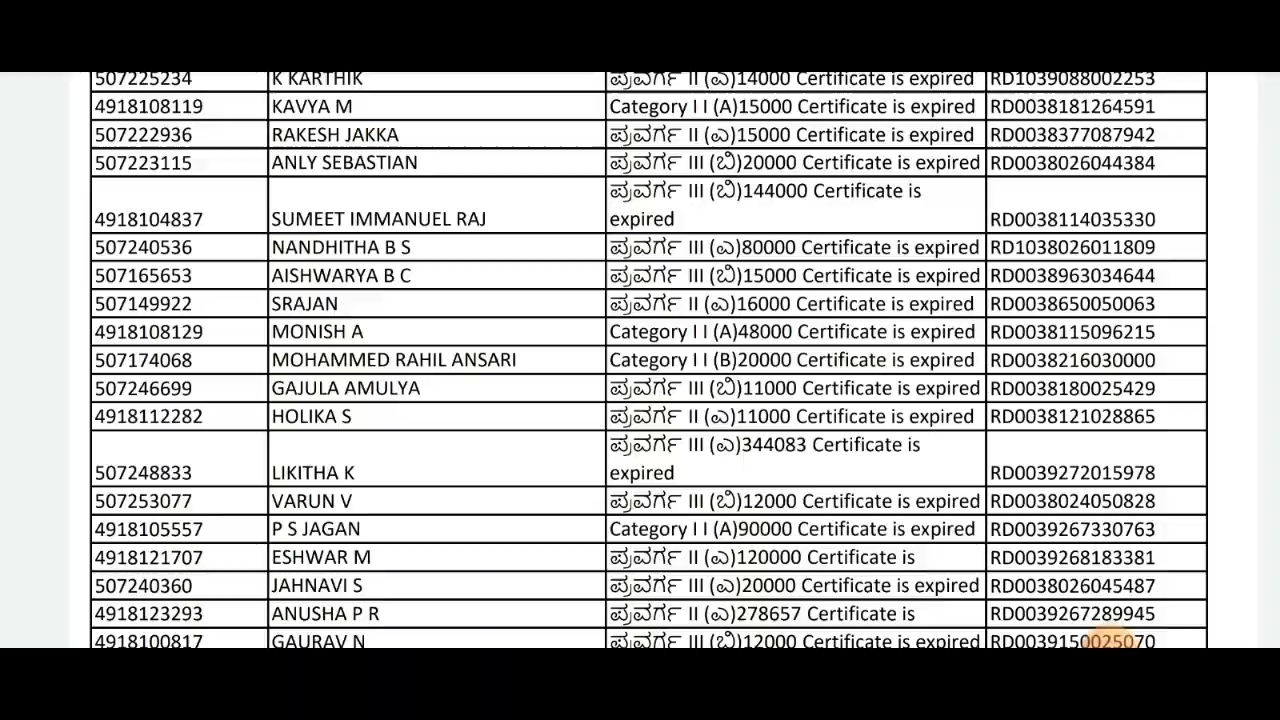 507225234 K KARTHIK ಪ್ರವರ್ಗ II (ಎ)14000 Certificate is expired RD1039088002253
4918108119 KAVYA M Category I I (A)15000 Certificate is expired RD0038181264591
507222936 RAKESH JAKKA ಪ್ರವರ್ಗ II (ಎ)15000 Certificate is expired RD0038377087942
507223115 ANLY SEBASTIAN ಪ್ರವರ್ಗ III (ಬಿ)20000 Certificate is expired RD0038026044384
ಪ್ರವರ್ಗ III (ಬಿ)144000 Certificate is
4918104837 SUMEET IMMANUEL RAJ expired RD0038114035330
507240536 NANDHITHA B S ಪ್ರವರ್ಗ III (ಎ)80000 Certificate is expired RD1038026011809
507165653 AISHWARYA B C ಪ್ರವರ್ಗ III (ಬಿ)15000 Certificate is expired RD0038963034644
507149922 SRAJAN ಪ್ರವರ್ಗ II (ಎ)16000 Certificate is expired RD0038650050063
4918108129 MONISH A Category I I (A)48000 Certificate is expired RD0038115096215
507174068 MOHAMMED RAHIL ANSARI Category I I (B)20000 Certificate is expired RD0038216030000
507246699 GAJULA AMULYA ಪ್ರವರ್ಗ III (ಬಿ)11000 Certificate is expired RD0038180025429
4918112282 HOLIKA S ಪ್ರವರ್ಗ II (ಎ)11000 Certificate is expired RD0038121028865
ಪ್ರವರ್ಗ III (ಎ)344083 Certificate is
507248833 LIKITHA K expired RD0039272015978
507253077 VARUN V ಪ್ರವರ್ಗ III (ಬಿ)12000 Certificate is expired RD0038024050828
4918105557 P S JAGAN Category I I (A)90000 Certificate is expired RD0039267330763
4918121707 ESHWAR M ಪ್ರವರ್ಗ II (ಎ)120000 Certificate is RD0039268183381
507240360 JAHNAVI S ಪ್ರವರ್ಗ III (ಎ)20000 Certificate is expired RD0038026045487
4918123293 ANUSHA P R ಪ್ರವರ್ಗ II (ಎ)278657 Certificate is RD0039267289945
4918100817 GAURAV N ಪ್ರವರ್ಗ III (ಬಿ)12000 Certificate is expired RD0039150025070